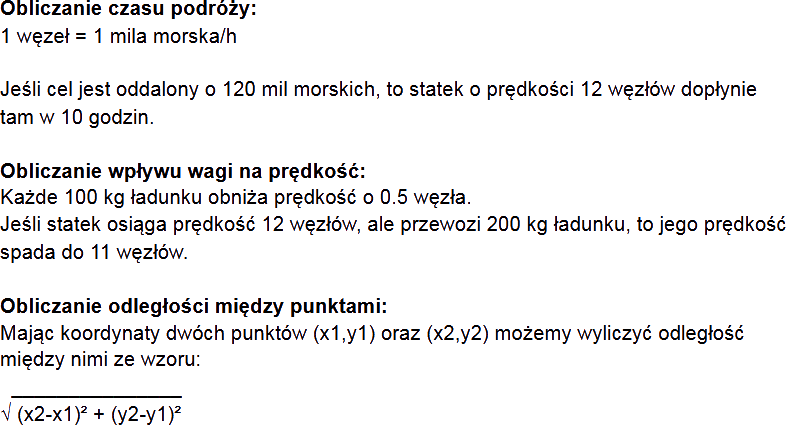 Obliczanie czasu podróży:
1 węzeł = 1 mila morska/h
Jeśli cel jest oddalony o 120 mil morskich, to statek o prędkości 12 węzłów dopłynie
tam w 10 godzin.
Obliczanie wpływu wagi na prędkość:
Każde 100 kg ładunku obniża prędkość o 0.5 węzła.
Jeśli statek osiąga prędkość 12 węzłów, ale przewozi 200 kg ładunku, to jego prędkość
spada do 11 węzłów.
Obliczanie odległości między punktami:
Mając koordynaty dwóch punktów (x1,y1) oraz (x2,y2) możemy wyliczyć odległość
między nimi ze wzoru:
√ (x2-x1)² + (y2-y1)²